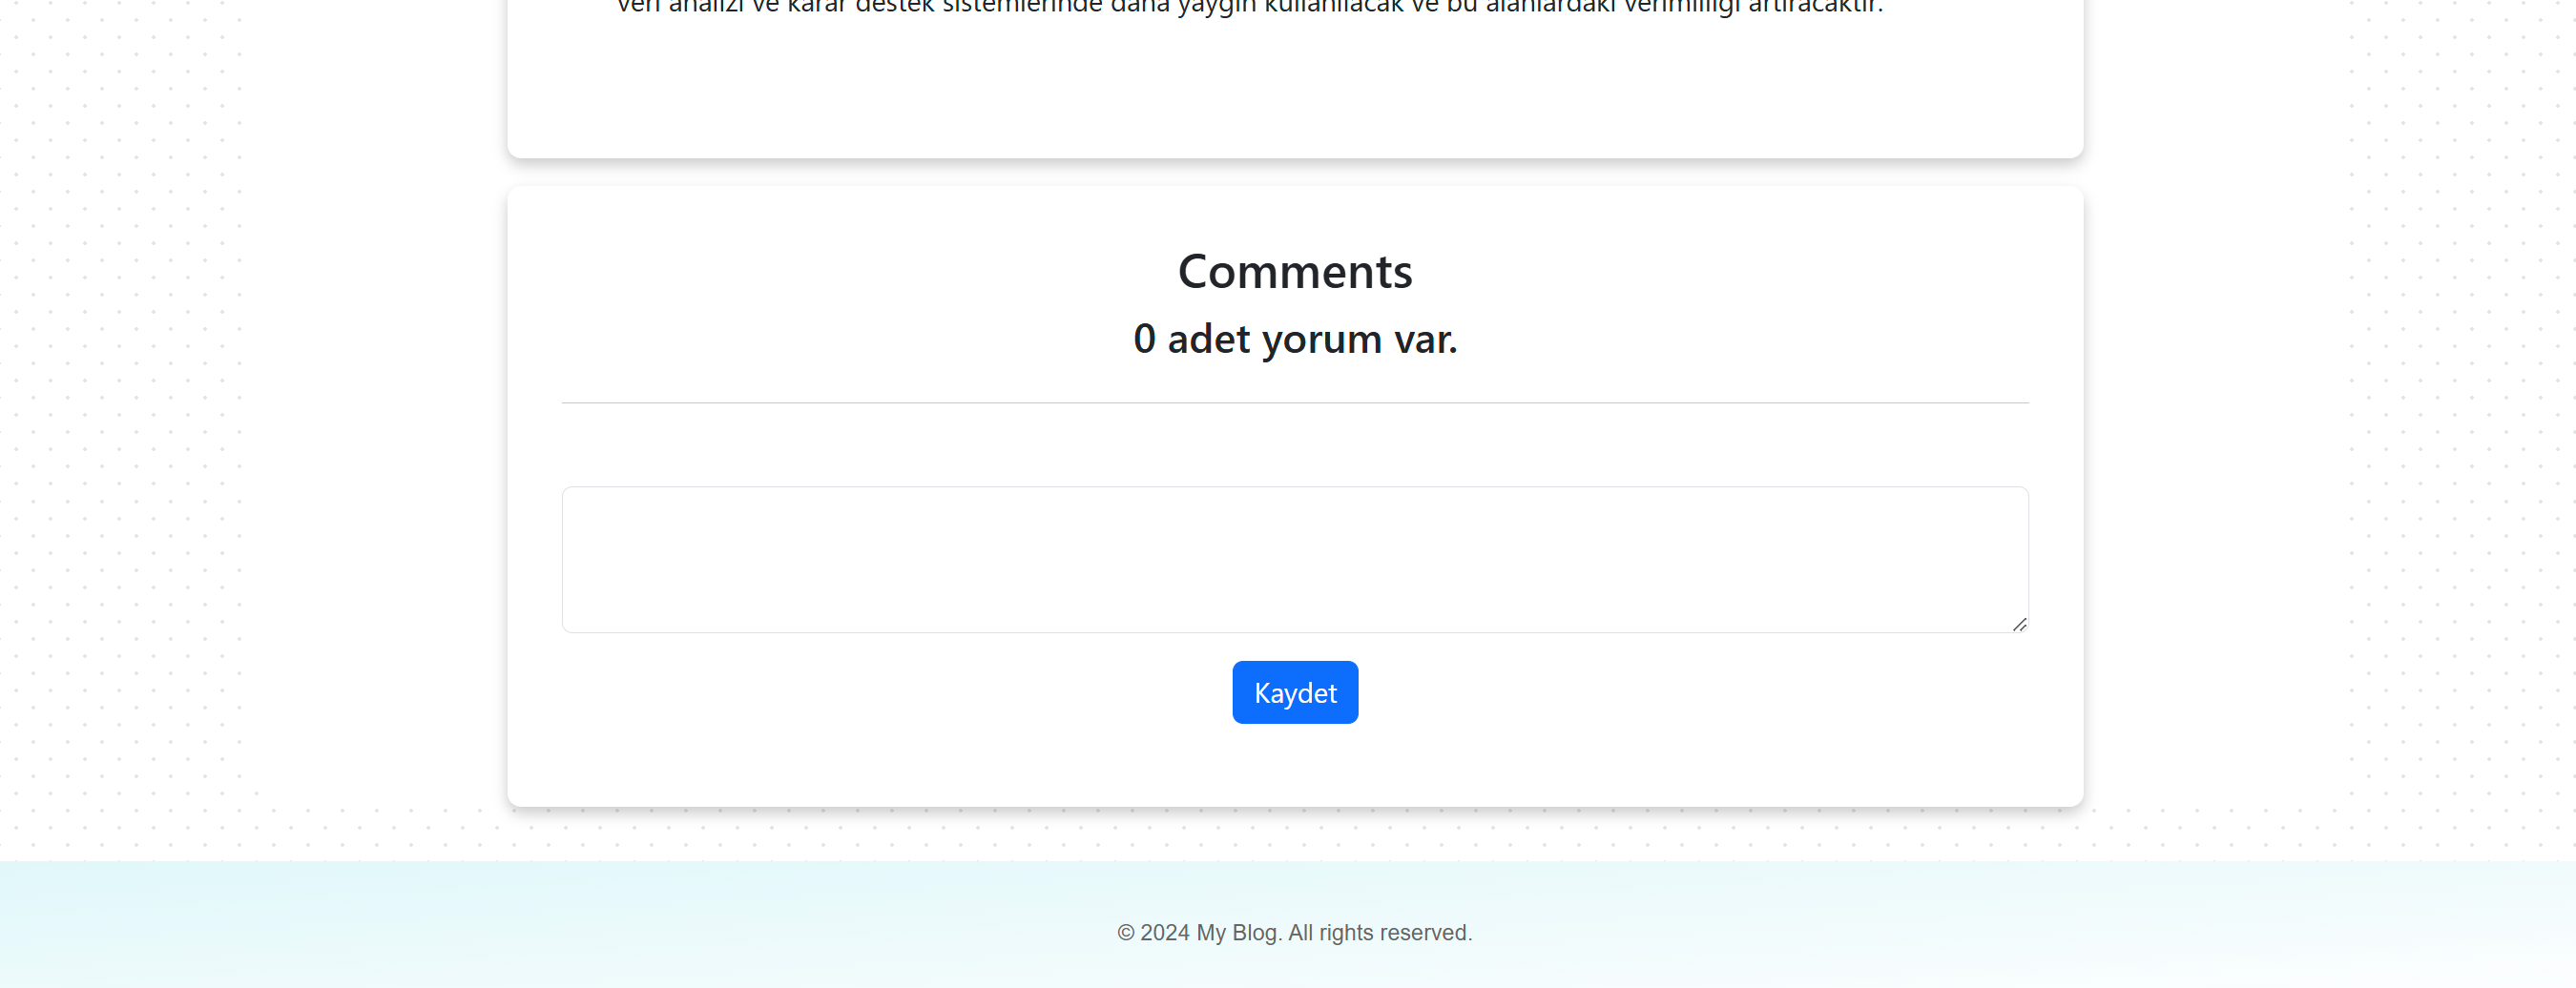 veri analizi ve karar destek sistemlerinde daha yaygın kullanılacak ve bu alanlardaki verimliliği artıracaktır.
Comments
0 adet yorum var.
Kaydet
© 2024 My Blog. All rights reserved.